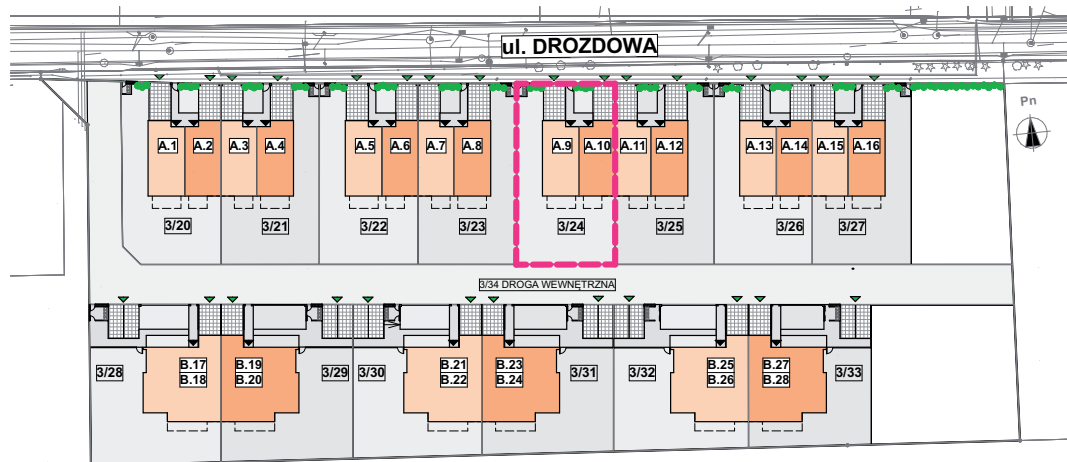 ul. DROZDOWA
Pn
A.1 A.2 A.3 A.4 A.5 A.6 A.7 A.8 A.9 A.10 A.11 A.12 A.13 A.14 A.15 A.16
3/20 3/21 3/22 3/23 3/24 3/25 3/26 3/27
3/34 DROGA WEWNĘTRZNA
3/28 B.17 B.19 3/29 3/30 B.21 B.23 3/31 3/32 B.25 B.27 3/33
B.18 B.20 B.22 B.24 B.26 B.28